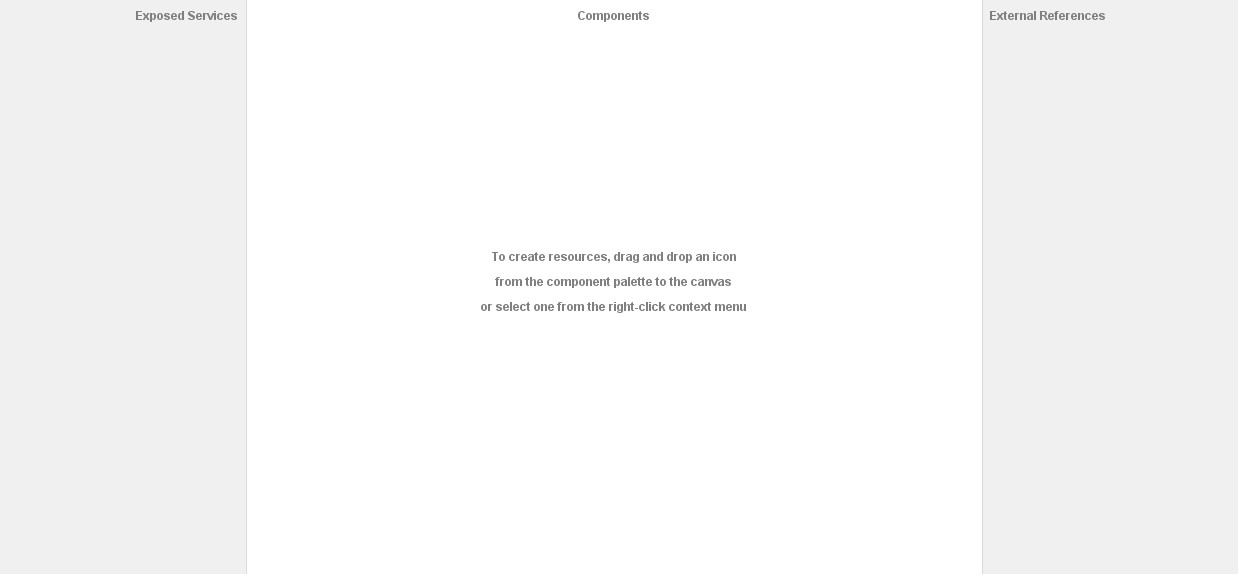 Exposed Services
Components
External References
To create resources, drag and drop an icon
from the component palette to the canvas
or select one from the right-click context menu